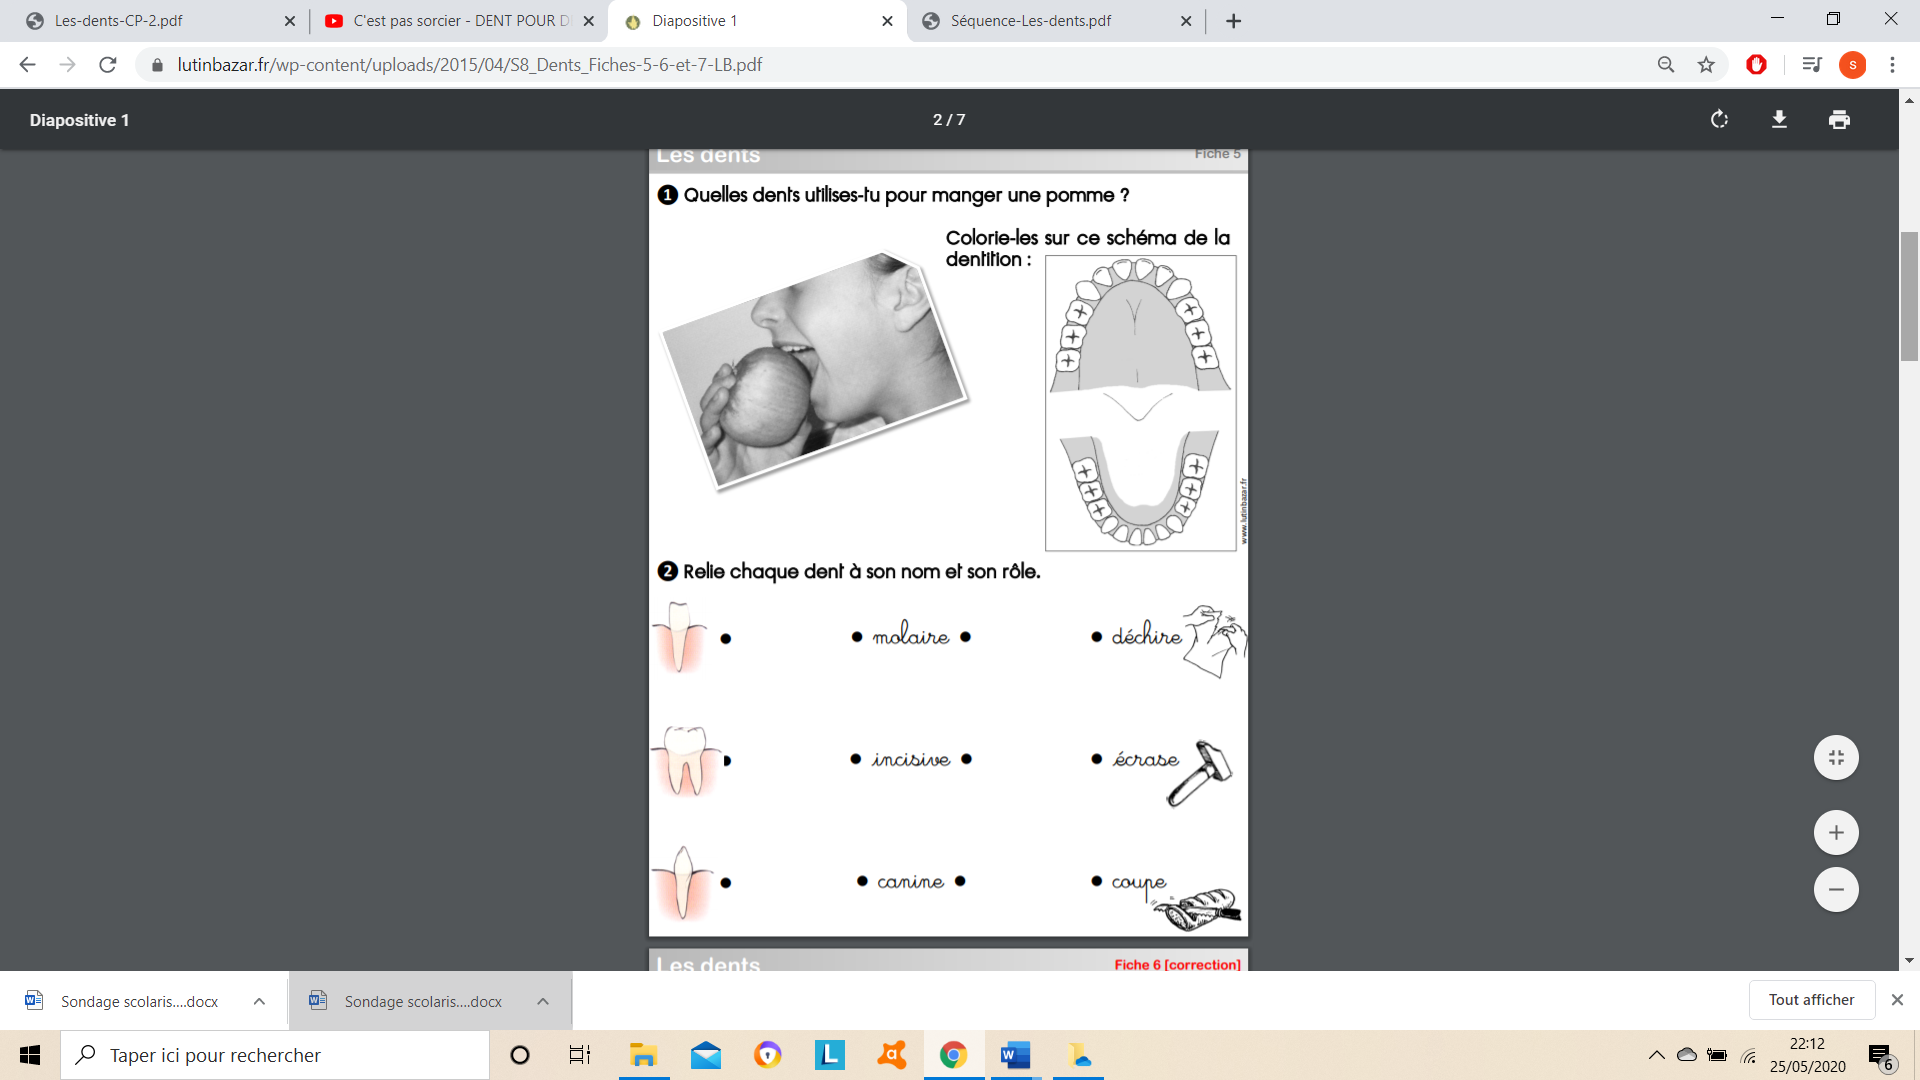 Les-dents-CP-2.pdf
C'est pas sorcier - DENT POUR D
Diapositive 1
Séquence-Les-dents.pdf
lutinbazar.fr/wp-content/uploads/2015/04/S8_Dents_Fiches-5-6-et-7-LB.pdf
s
Diapositive 1
2 / 7
Les dents
Fiche 5
1 Quelles dents utilises-tu pour manger une pomme ?
Colorie-les sur ce schéma de la
dentition :
www.lutinbazar.fr
2 Relie chaque dent à son nom et son rôle.
molaire
déchire
incisive
écrase
canine
coupe
Les dents
Fiche 6 [correction]
Sondage scolaris....docx
Sondage scolaris....docx
Tout afficher
Taper ici pour rechercher
L
a
W
22:12
25/05/2020
6